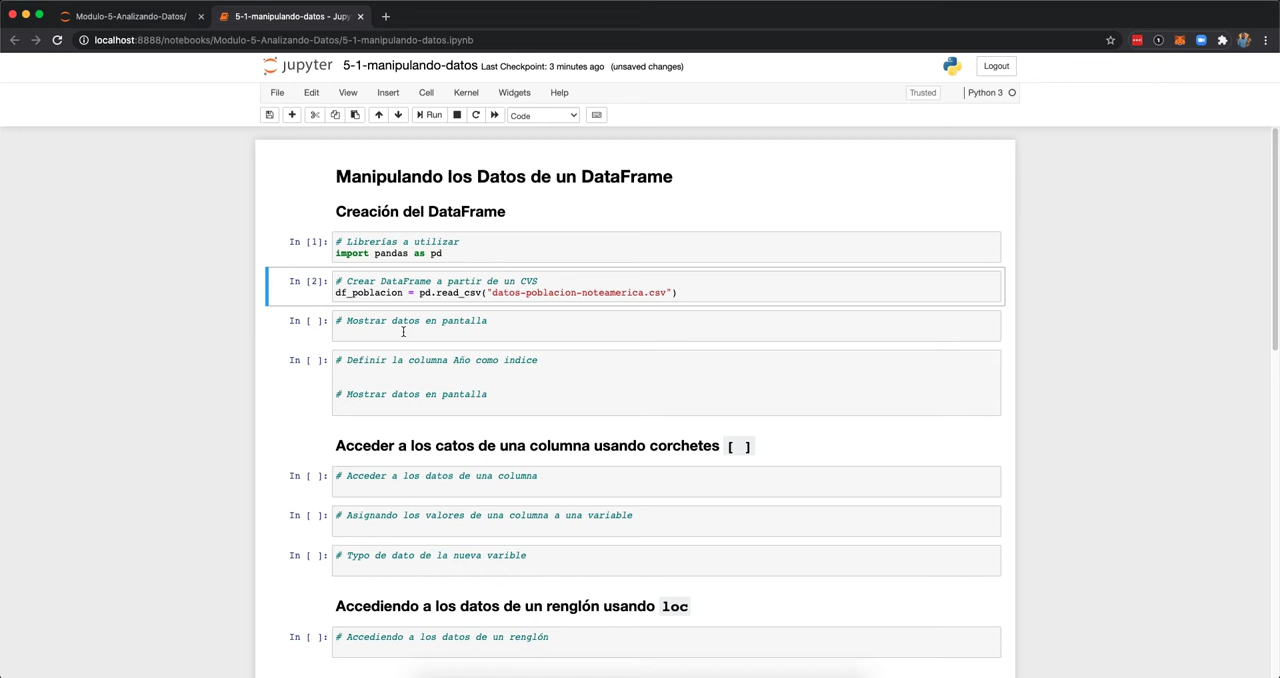 Modulo-5-Analizando-Datos/
5-1-manipulando-datos - Jupy
localhost:8888/notebooks/Modulo-5-Analizando-Datos/5-1-manipulando-datos.ipynb
jupyter 5-1-manipulando-datos Last Checkpoint: 3 minutes ago (unsaved changes)
Logout
File Edit View Insert Cell Kernel Widgets Help
Trusted
Python 3
Run
Code
Manipulando los Datos de un DataFrame
Creación del DataFrame
In [1]: # Librerías a utilizar
import pandas as pd
In [2]: # Crear DataFrame a partir de un CVS
df_poblacion = pd.read_csv("datos-poblacion-noteamerica.csv")
In [ ]: # Mostrar datos en pantalla
In [ ]: # Definir la columna Año como indice
# Mostrar datos en pantalla
Acceder a los catos de una columna usando corchetes [ ]
In [ ]: # Acceder a los datos de una columna
In [ ]: # Asignando los valores de una columna a una variable
In [ ]: # Typo de dato de la nueva varible
Accediendo a los datos de un renglón usando loc
In [ ]: # Accediendo a los datos de un renglón